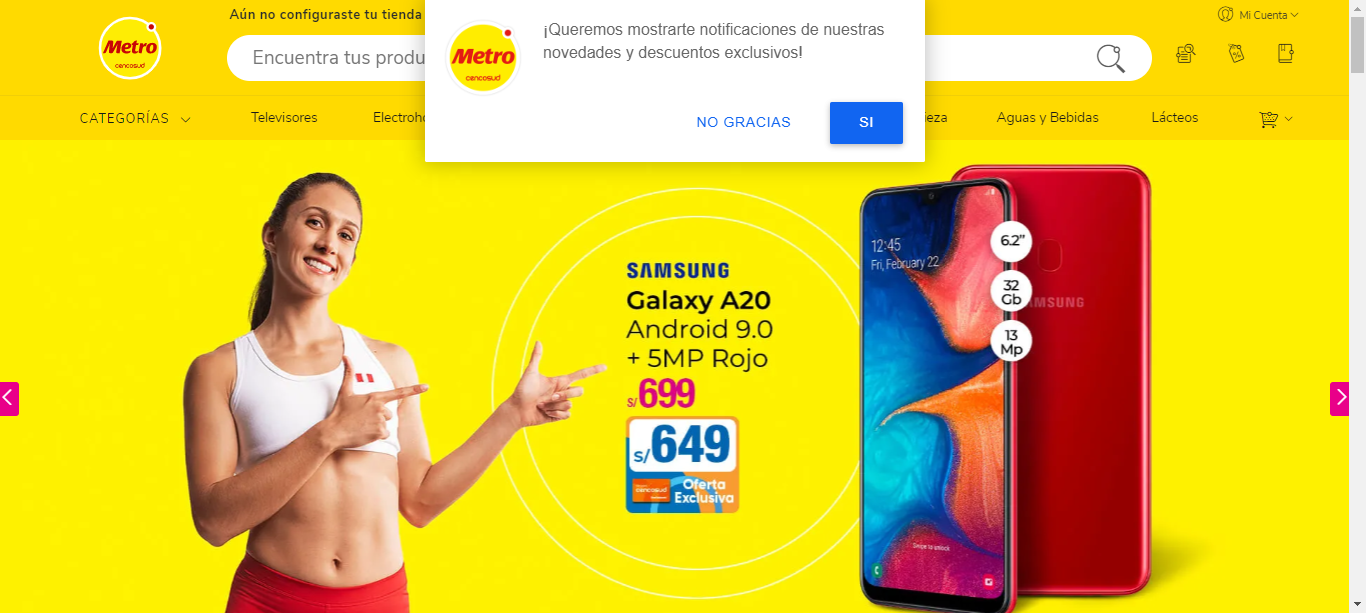 Aún no configuraste tu tienda
Metro
cencosud
Encuentra tus produ
¡Queremos mostrarte notificaciones de nuestras
novedades y descuentos exclusivos!
Metro
cencosud
NO GRACIAS
SI
Mi Cuenta
CATEGORÍAS
Televisores
Electroho
ieza
Aguas y Bebidas
Lácteos
SAMSUNG
Galaxy A20
Android 9.0
+ 5MP Rojo
S/ 699
S/ 649
cencosud
Oferta
Exclusiva
12:45
Fri, February 22
6.2”
32
Gb
13
Mp
AMSUNG
Swipe to unlock